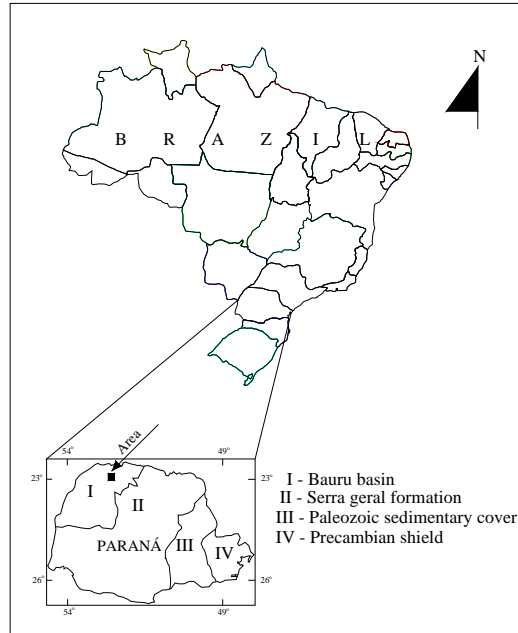 N
B R A Z I L
Area
54° 49°
23° 23°
I
II
PARANÁ III IV
26° 26°
54° 49°
I - Bauru basin
II - Serra geral formation
III - Paleozoic sedimentary cover
IV - Precambian shield